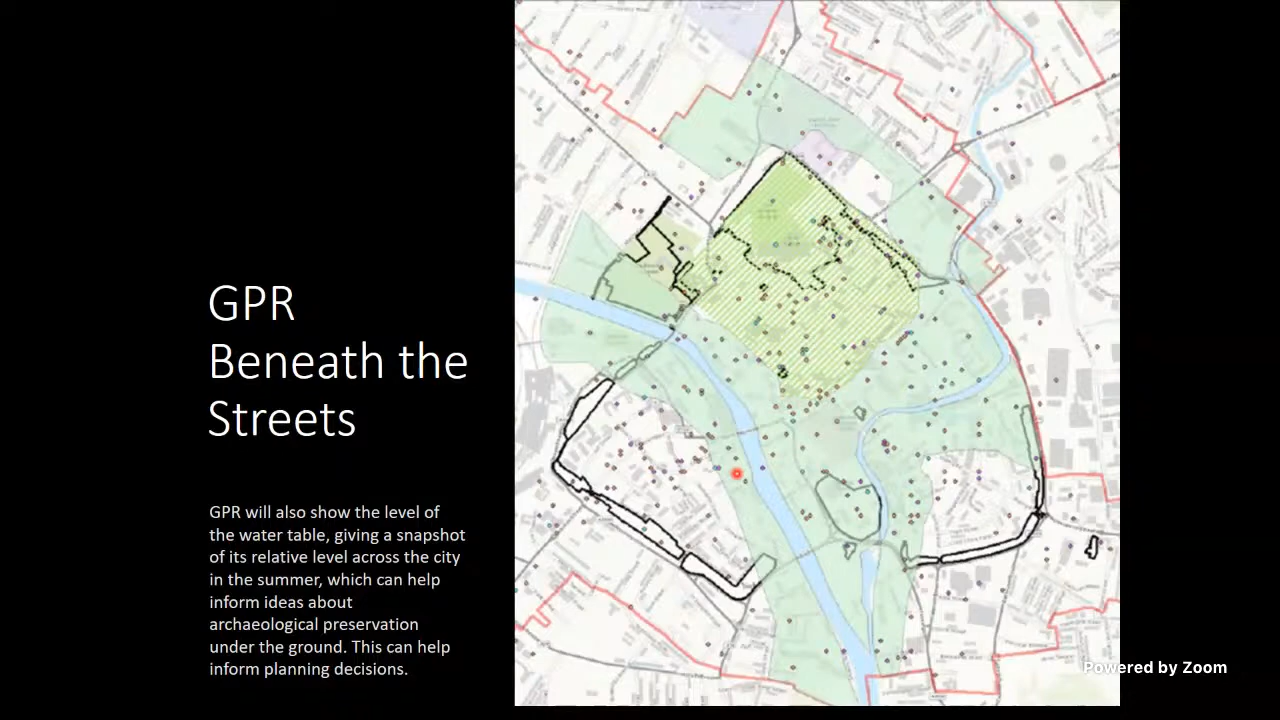 GPR
Beneath the
Streets
GPR will also show the level of
the water table, giving a snapshot
of its relative level across the city
in the summer, which can help
inform ideas about
archaeological preservation
under the ground. This can help
inform planning decisions.
Powered by Zoom